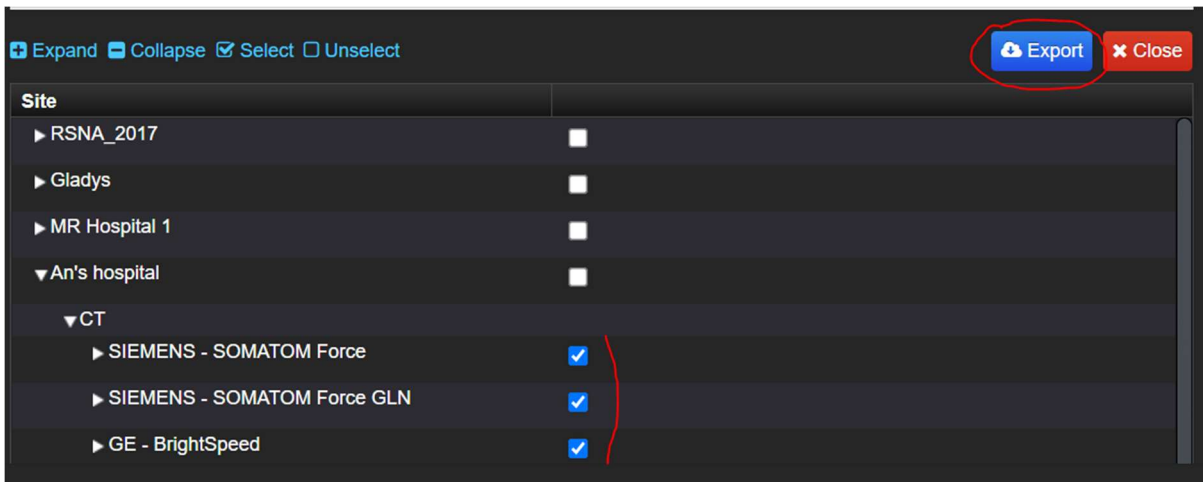 Expand Collapse Select Unselect Export Close
Site
RSNA_2017
Gladys
MR Hospital 1
An's hospital
CT
SIEMENS - SOMATOM Force
SIEMENS - SOMATOM Force GLN
GE - BrightSpeed